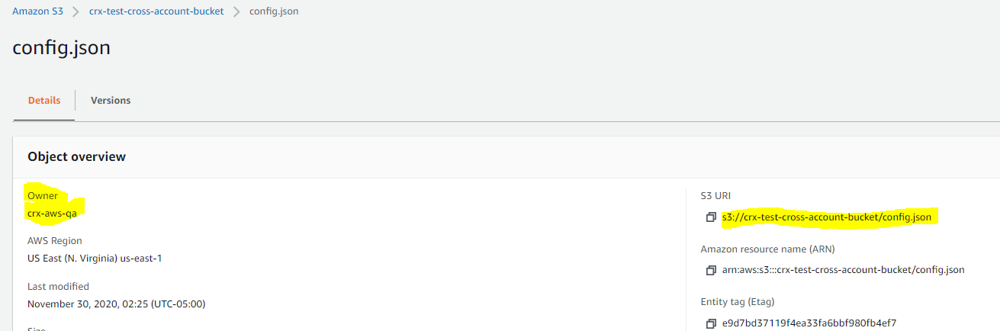 Amazon S3 > crx-test-cross-account-bucket > config.json
config.json
Details
Versions
Object overview
Owner
crx-aws-qa
AWS Region
US East (N. Virginia) us-east-1
Last modified
November 30, 2020, 02:25 (UTC-05:00)
Size
S3 URI
s3://crx-test-cross-account-bucket/config.json
Amazon resource name (ARN)
arn:aws:s3:::crx-test-cross-account-bucket/config.json
Entity tag (Etag)
e9d7bd37119f4ea33fa6bbf980fb4ef7